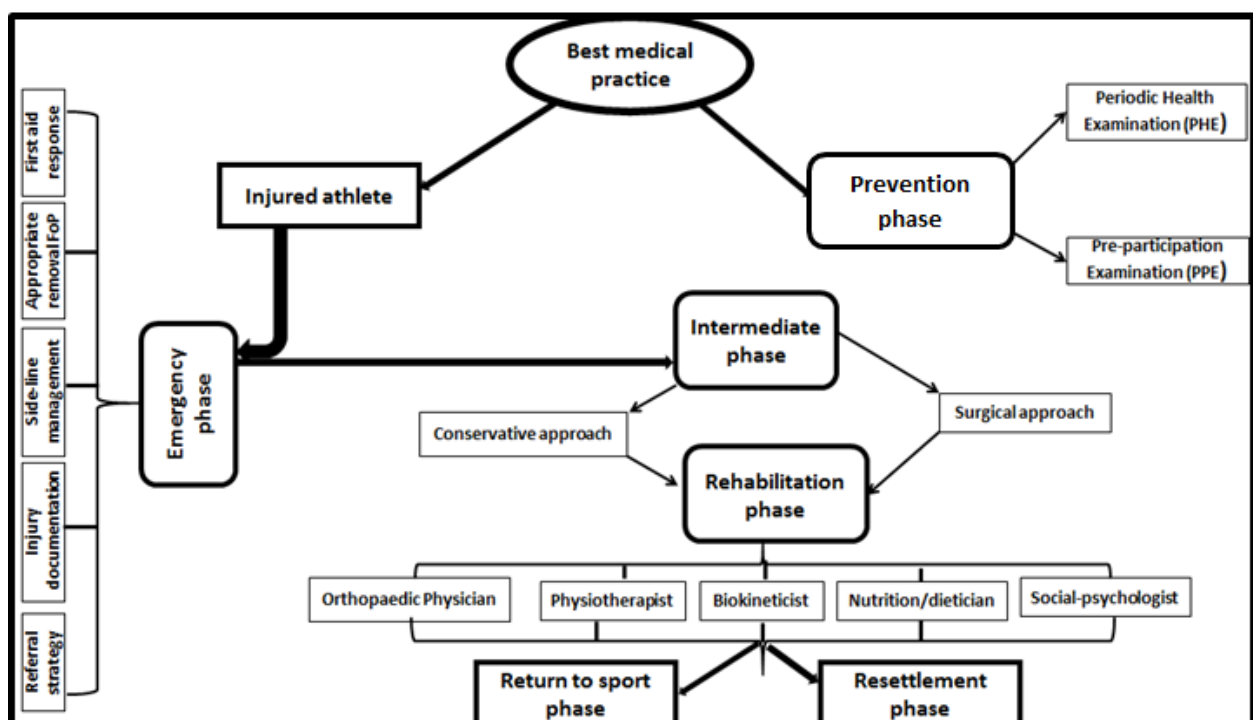 Best medical
practice
Periodic Health
Examination (PHE)
Injured athlete
Prevention
phase
Pre-participation
Examination (PPE)
First aid
response
Appropriate
removal FoP
Side-line
management
Injury
documentation
Referral
strategy
Emergency
phase
Intermediate
phase
Conservative approach
Surgical approach
Rehabilitation
phase
Orthopaedic Physician
Physiotherapist
Biokineticist
Nutrition/dietician
Social-psychologist
Return to sport
phase
Resettlement
phase